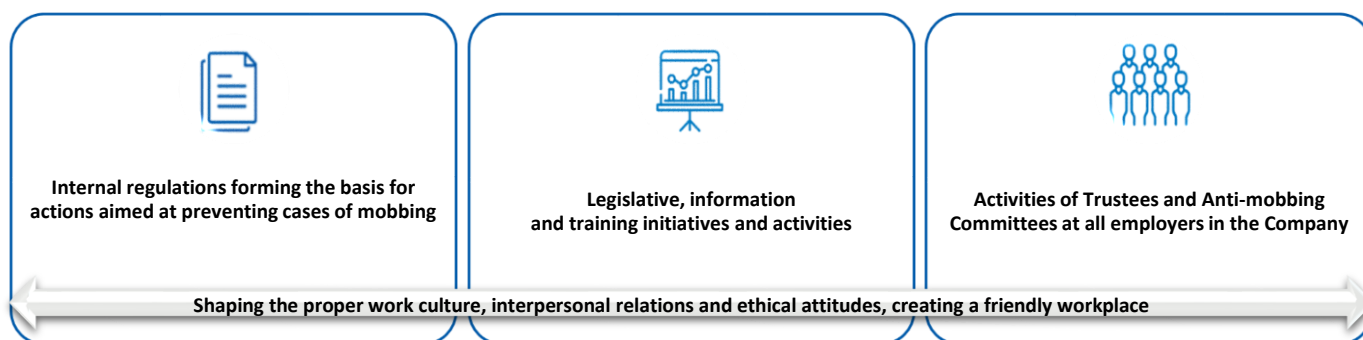 Internal regulations forming the basis for
actions aimed at preventing cases of mobbing
Legislative, information
and training initiatives and activities
Activities of Trustees and Anti-mobbing
Committees at all employers in the Company
Shaping the proper work culture, interpersonal relations and ethical attitudes, creating a friendly workplace